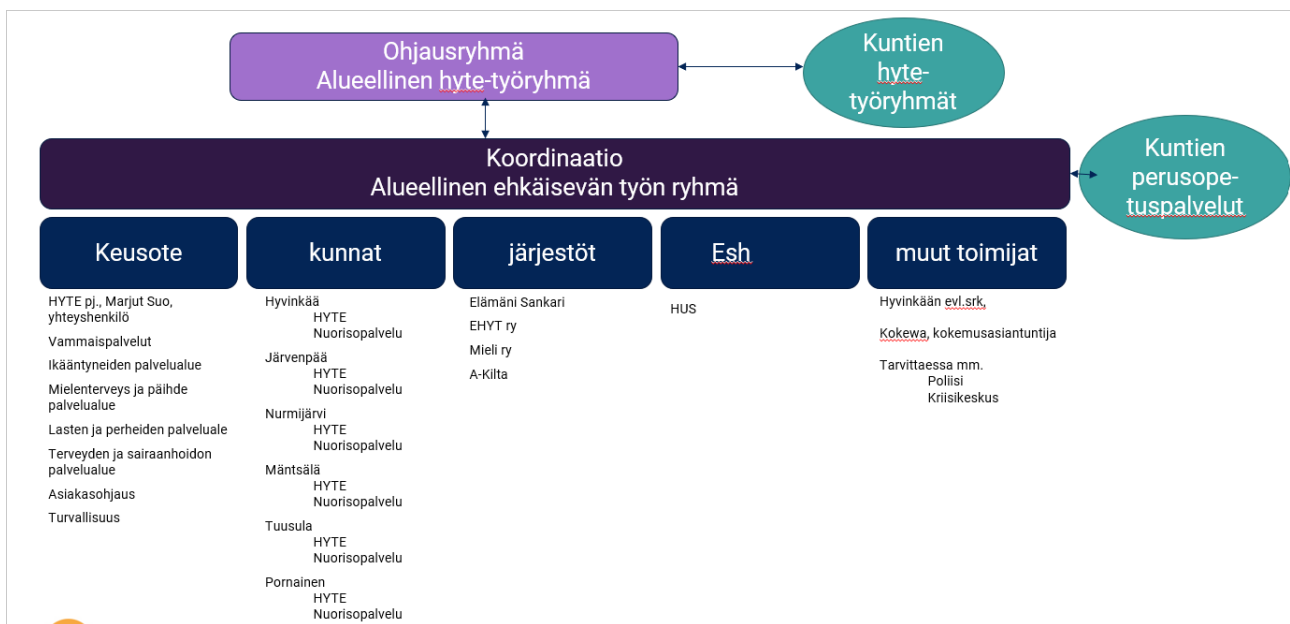 Ohjausryhmä
Alueellinen hyte-työryhmä
Kuntien
hyte-
työryhmät
Koordinaatio
Alueellinen ehkäisevän työn ryhmä
Kuntien
perusope-
tuspalvelut
Keusote
kunnat
järjestöt
Esh
muut toimijat
HYTE pj., Marjut Suo,
yhteyshenkilö
Vammaispalvelut
Ikääntyneiden palvelualue
Mielenterveys ja päihde
palvelualue
Lasten ja perheiden palveluale
Terveyden ja sairaanhoidon
palvelualue
Asiakasohjaus
Turvallisuus
Hyvinkää
HYTE
Nuorisopalvelu
Järvenpää
HYTE
Nuorisopalvelu
Nurmijärvi
HYTE
Nuorisopalvelu
Mäntsälä
HYTE
Nuorisopalvelu
Tuusula
HYTE
Nuorisopalvelu
Pornainen
HYTE
Nuorisopalvelu
Elämäni Sankari
EHYT ry
Mieli ry
A-Kilta
HUS
Hyvinkään evl.srk,
Kokewa, kokemusasiantuntija
Tarvittaessa mm.
Poliisi
Kriisikeskus